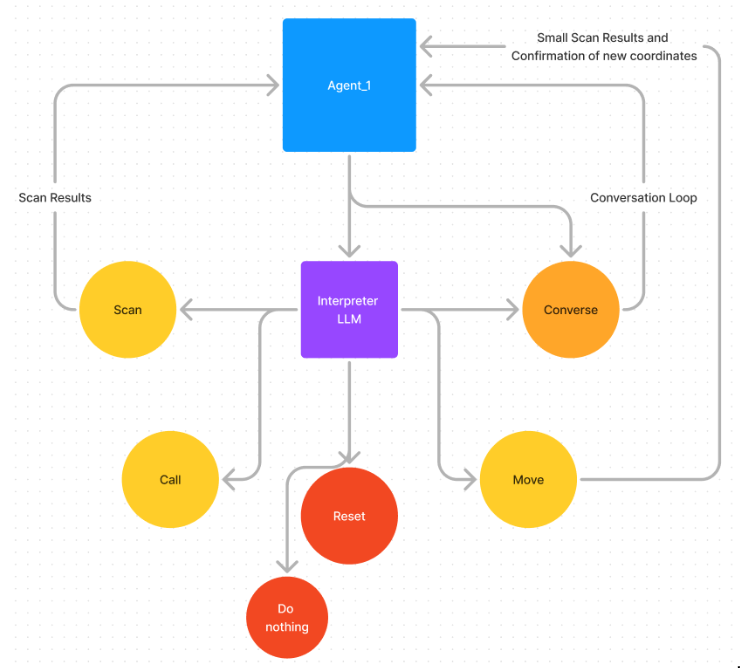 Small Scan Results and
Confirmation of new coordinates
Agent_1
Scan Results
Conversation Loop
Scan
Interpreter
LLM
Converse
Call
Move
Reset
Do
nothing